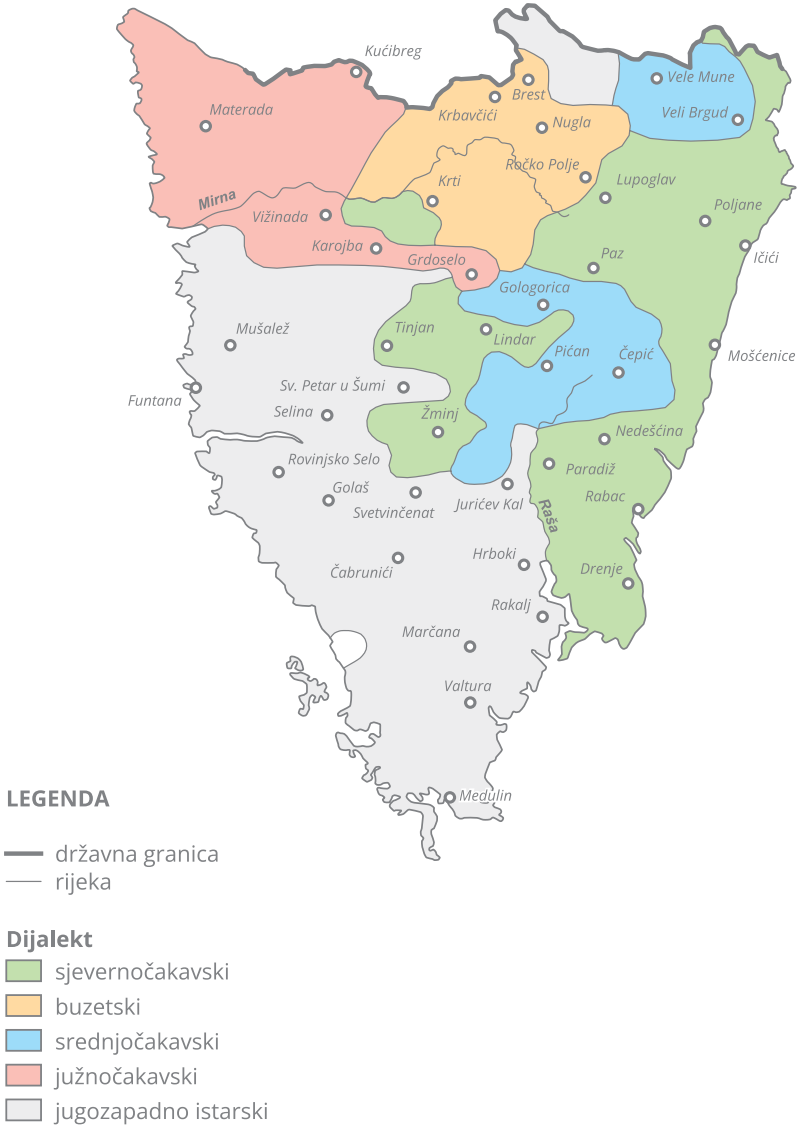 Kućibreg
Vele Mune
Brest
Materada
Krbavčići
Veli Brgud
Nugla
Ročko Polje
Krti
Lupoglav
Mirna
Vižinada
Poljane
Karojba
Paz
Ičići
Grdoselo
Gologorica
Mušalež
Tinjan
Lindar
Pićan
Čepić
Mošćenice
Sv. Petar u Šumi
Funtana
Selina
Žminj
Nedešćina
Rovinjsko Selo
Paradiž
Golaš
Rabac
Jurićev Kal
Svetvinčenat
Raša
Hrboki
Čabrunići
Drenje
Rakalj
Marčana
Valtura
Medulin
LEGENDA
državna granica
rijeka
Dijalekt
sjevernočakavski
buzetski
srednjočakavski
južnočakavski
jugozapadno istarski